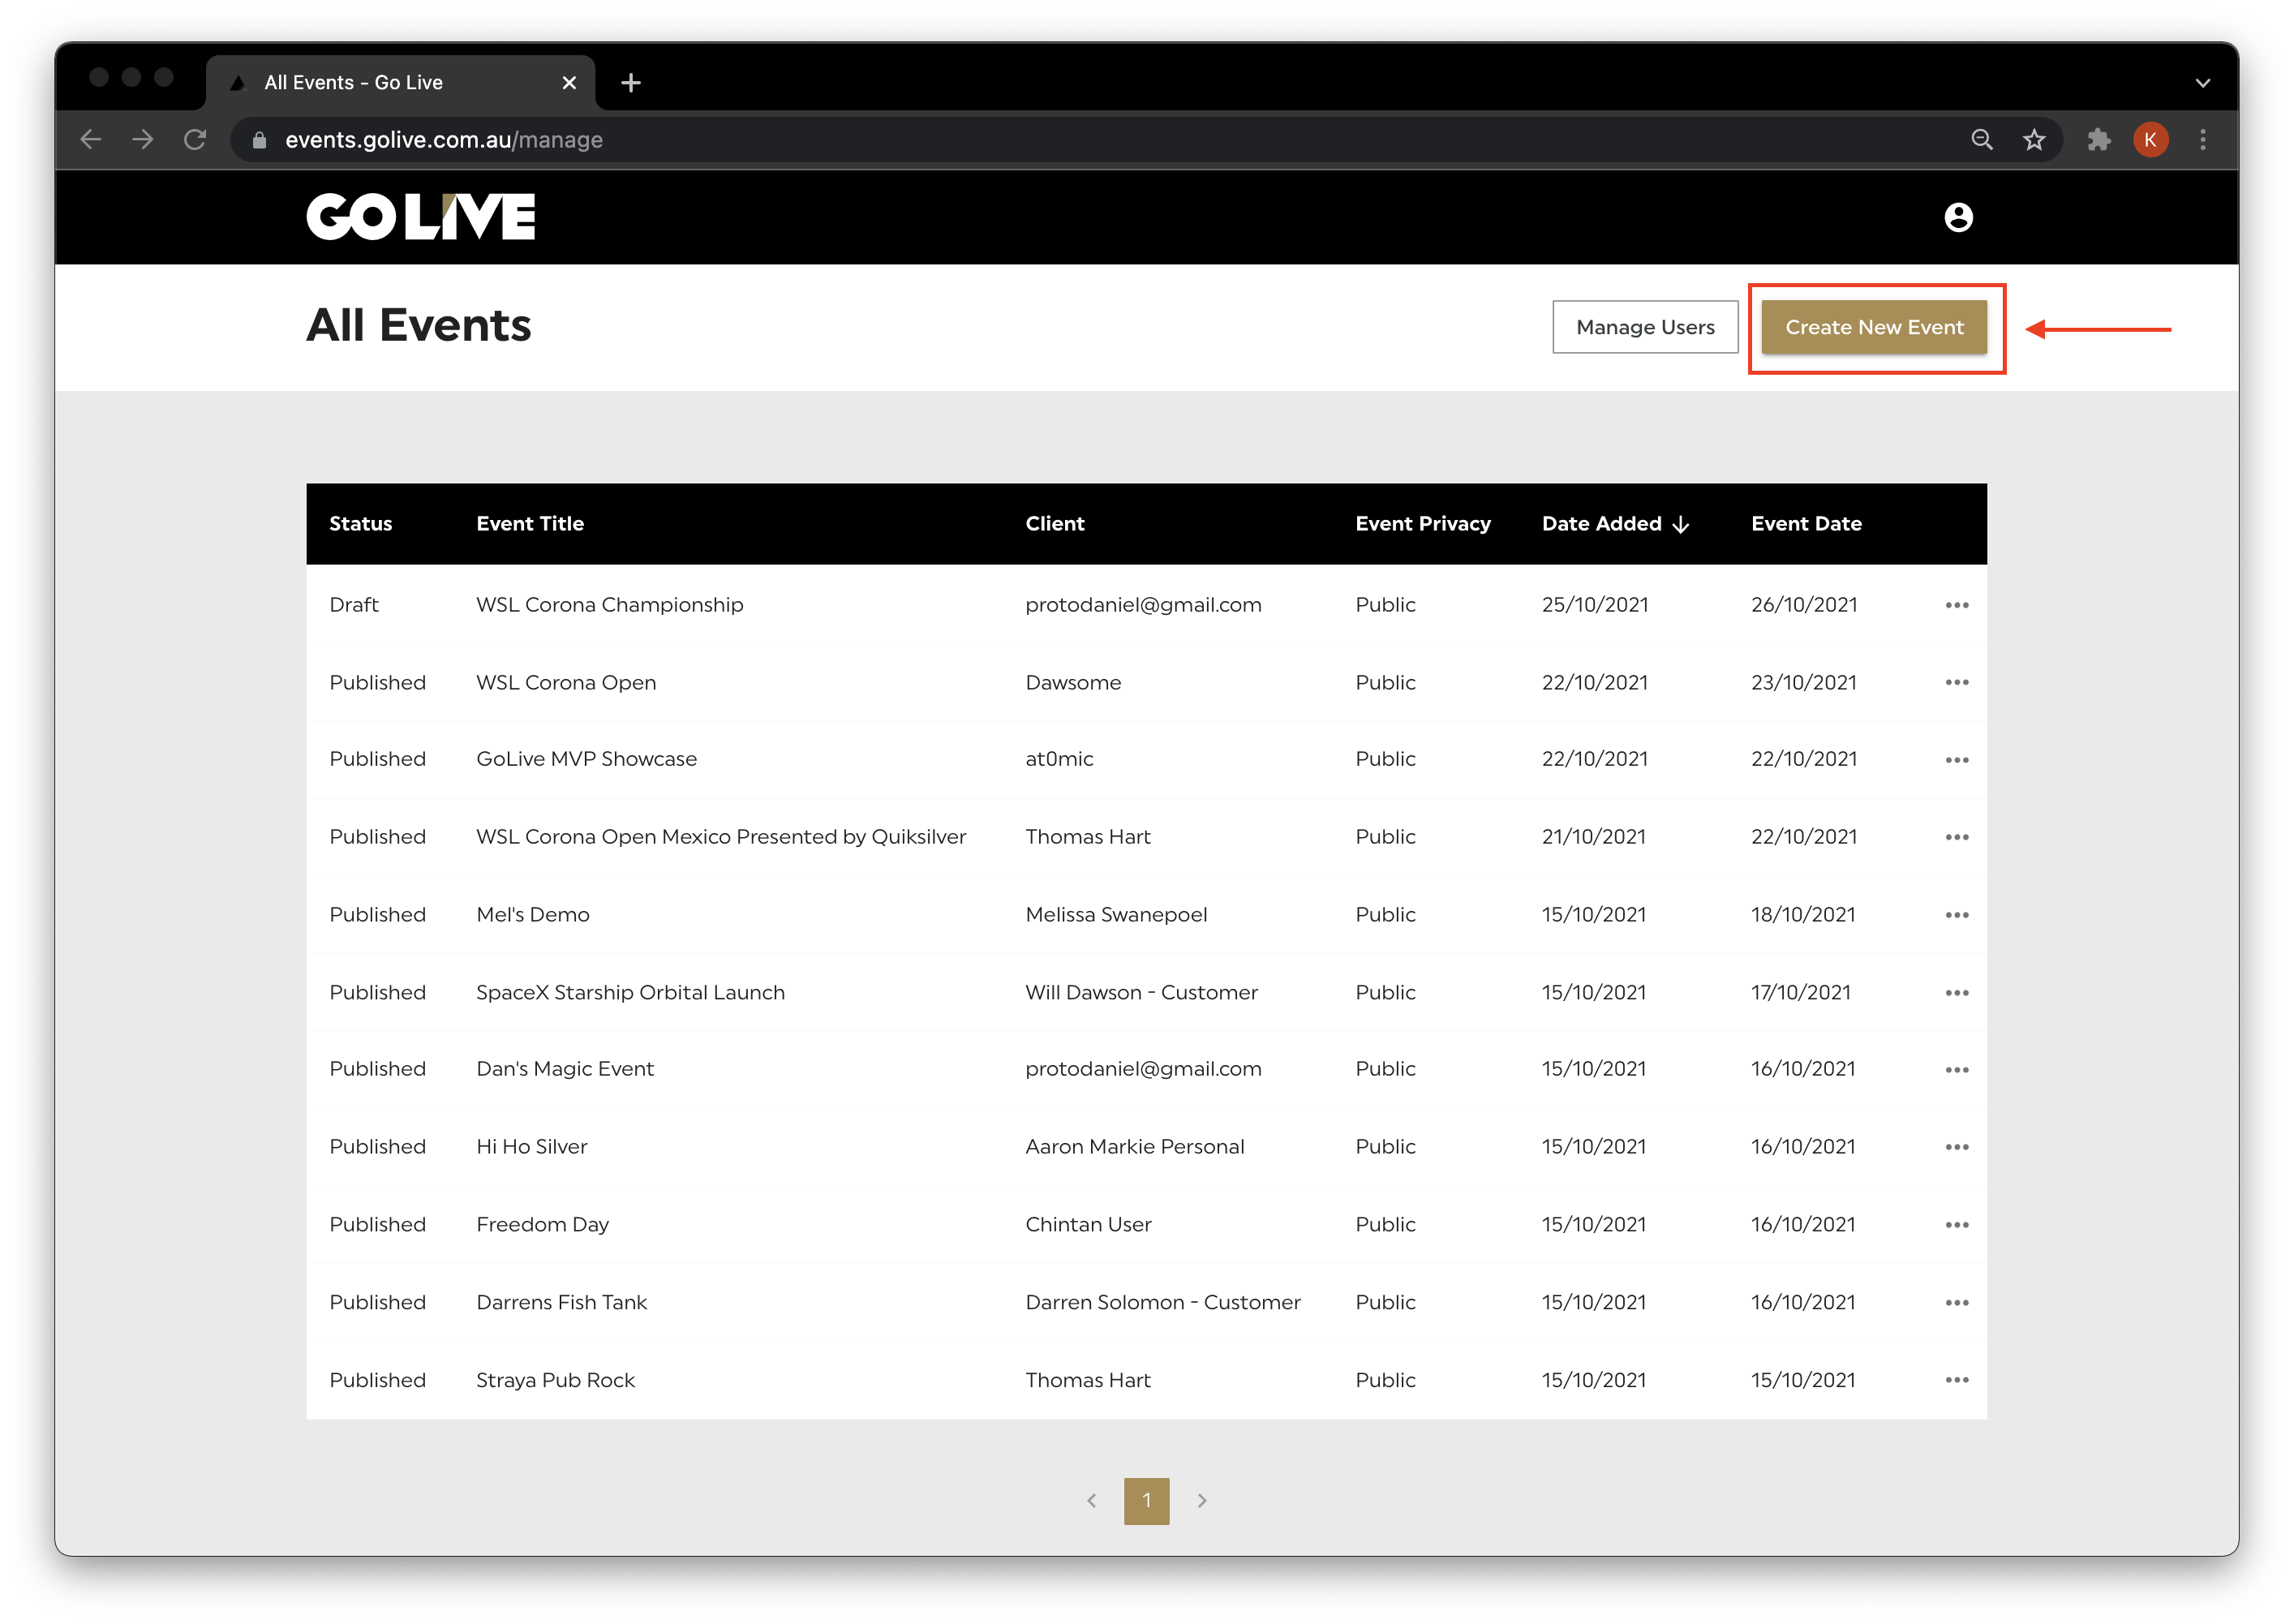 All Events - Go Live
events.golive.com.au/manage
K
GO LIVE
All Events
Manage Users
Create New Event
Status Event Title Client Event Privacy Date Added Event Date
Draft WSL Corona Championship protodaniel@gmail.com Public 25/10/2021 26/10/2021
Published WSL Corona Open Dawsome Public 22/10/2021 23/10/2021
Published GoLive MVP Showcase at0mic Public 22/10/2021 22/10/2021
Published WSL Corona Open Mexico Presented by Quiksilver Thomas Hart Public 21/10/2021 22/10/2021
Published Mel's Demo Melissa Swanepoel Public 15/10/2021 18/10/2021
Published SpaceX Starship Orbital Launch Will Dawson - Customer Public 15/10/2021 17/10/2021
Published Dan's Magic Event protodaniel@gmail.com Public 15/10/2021 16/10/2021
Published Hi Ho Silver Aaron Markie Personal Public 15/10/2021 16/10/2021
Published Freedom Day Chintan User Public 15/10/2021 16/10/2021
Published Darrens Fish Tank Darren Solomon - Customer Public 15/10/2021 16/10/2021
Published Straya Pub Rock Thomas Hart Public 15/10/2021 15/10/2021
1